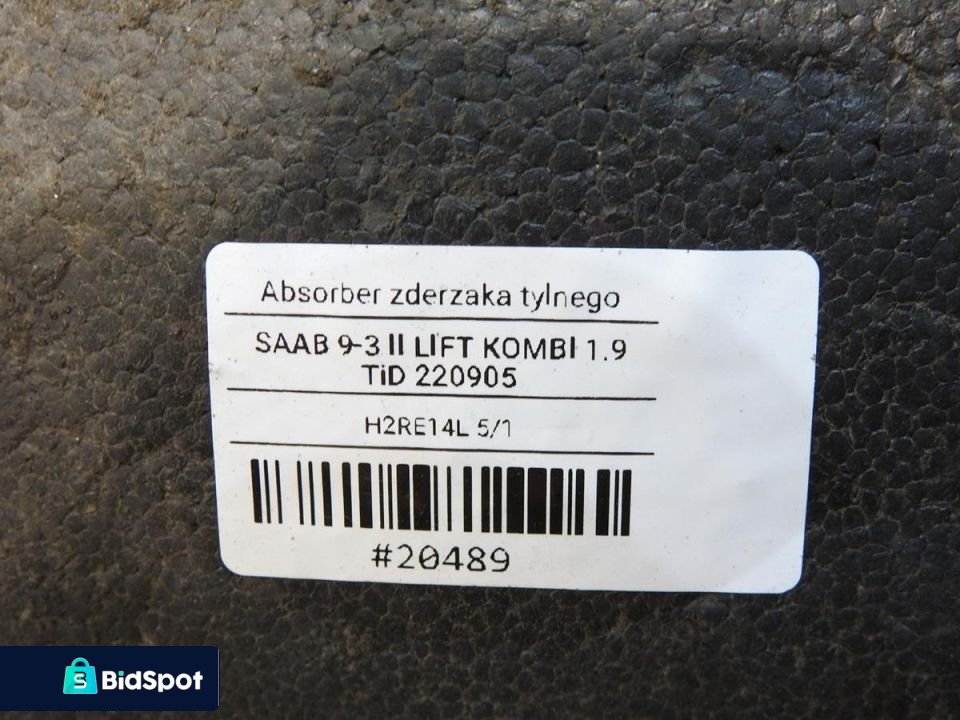 Absorber zderzaka tylnego
SAAB 9-3 II LIFT KOMBI 1.9
TiD 220905
H2RE14L 5/1
#20489
BidSpot